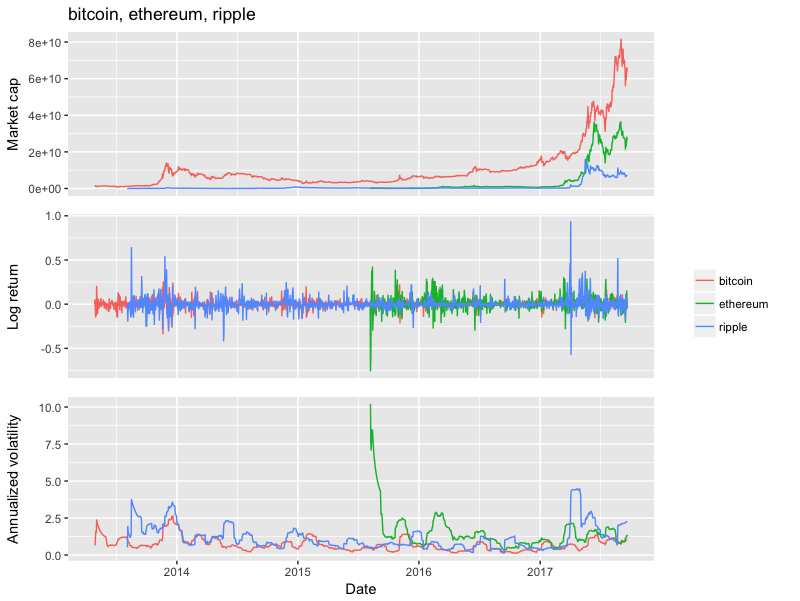 bitcoin, ethereum, ripple
Market cap
8e+10
6e+10
4e+10
2e+10
0e+00
Log return
1.0
0.5
0.0
-0.5
Annualized volatility
10.0
7.5
5.0
2.5
0.0
2014 2015 2016 2017
Date
bitcoin
ethereum
ripple